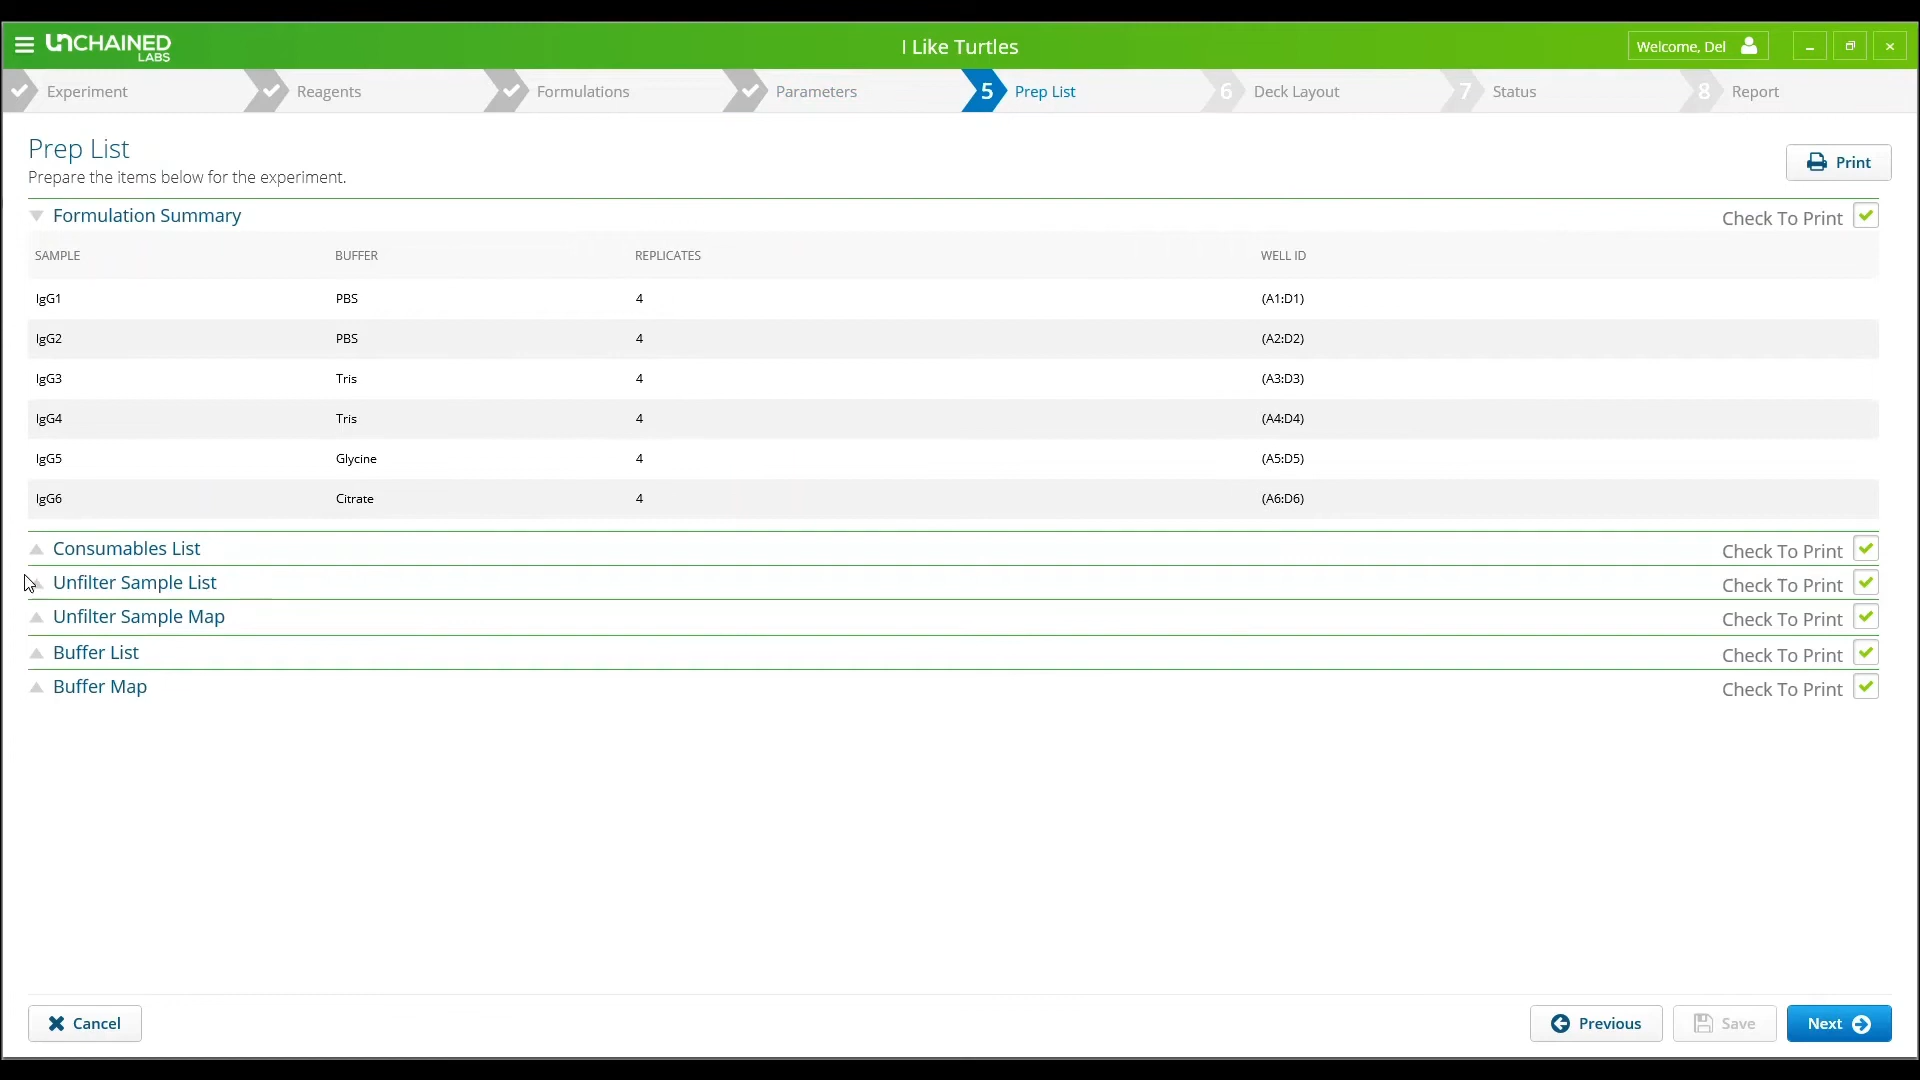 UNCHAINED LABS
I Like Turtles
Welcome, Del
Experiment
Reagents
Formulations
Parameters
5 Prep List
6 Deck Layout
7 Status
8 Report
Prep List
Prepare the items below for the experiment.
Print
Formulation Summary
Check To Print
SAMPLE BUFFER REPLICATES WELL ID
IgG1 PBS 4 (A1:D1)
IgG2 PBS 4 (A2:D2)
IgG3 Tris 4 (A3:D3)
IgG4 Tris 4 (A4:D4)
IgG5 Glycine 4 (A5:D5)
IgG6 Citrate 4 (A6:D6)
Consumables List Check To Print
Unfilter Sample List Check To Print
Unfilter Sample Map Check To Print
Buffer List Check To Print
Buffer Map Check To Print
Cancel
Previous
Save
Next